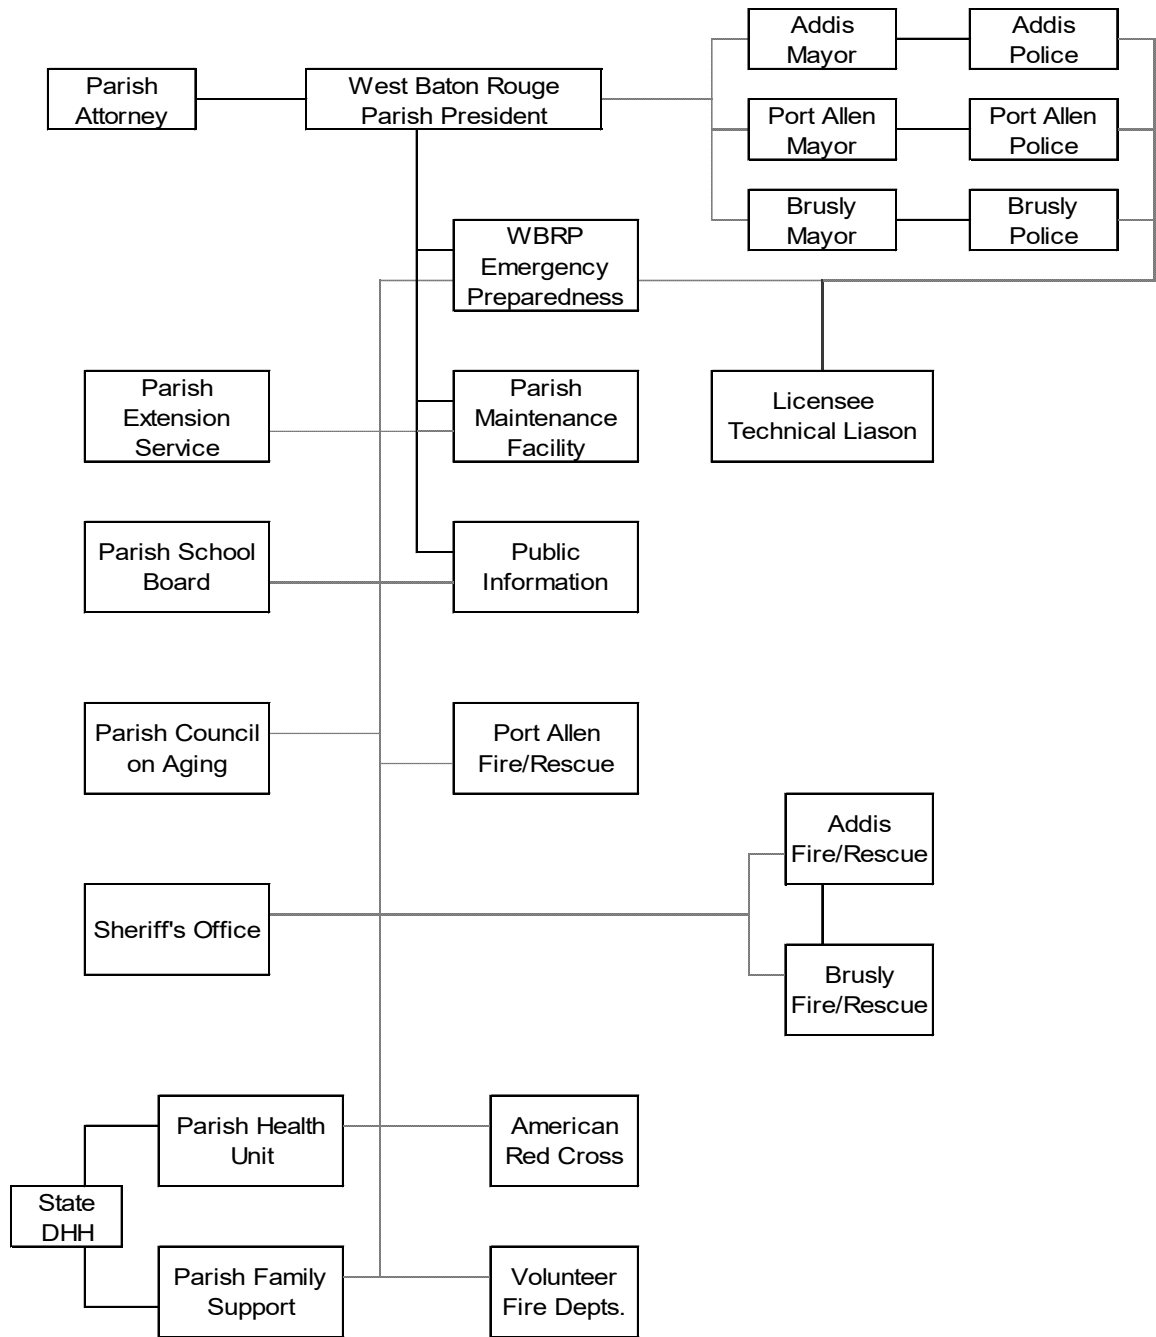 Addis
Mayor
Addis
Police
Parish
Attorney
West Baton Rouge
Parish President
Port Allen
Mayor
Port Allen
Police
Brusly
Mayor
Brusly
Police
WBRP
Emergency
Preparedness
Parish
Extension
Service
Parish
Maintenance
Facility
Licensee
Technical Liason
Parish School
Board
Public
Information
Parish Council
on Aging
Port Allen
Fire/Rescue
Addis
Fire/Rescue
Sheriff's Office
Brusly
Fire/Rescue
Parish Health
Unit
American
Red Cross
State
DHH
Parish Family
Support
Volunteer
Fire Depts.